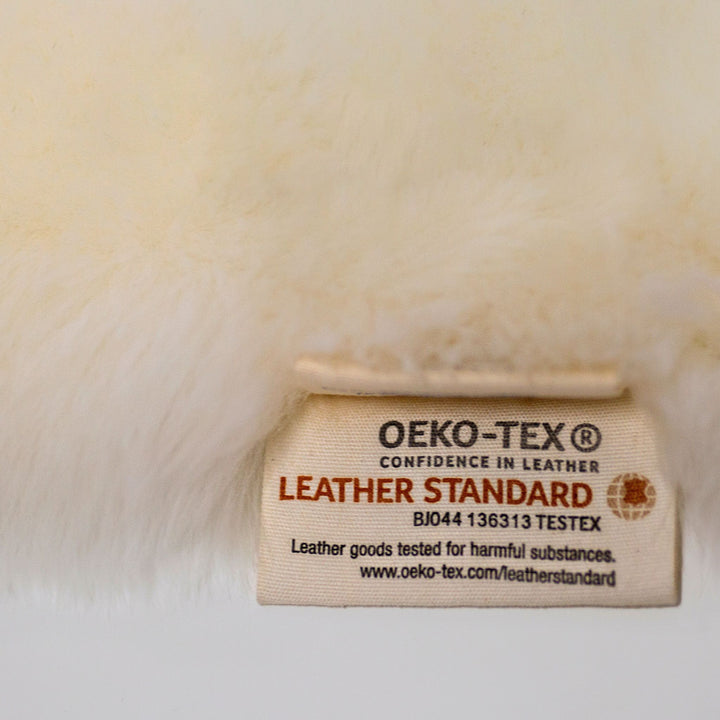 OEKO-TEX®
CONFIDENCE IN LEATHER
LEATHER STANDARD
BJ044 136313 TESTEX
Leather goods tested for harmful substances.
www.oeko-tex.com/leatherstandard